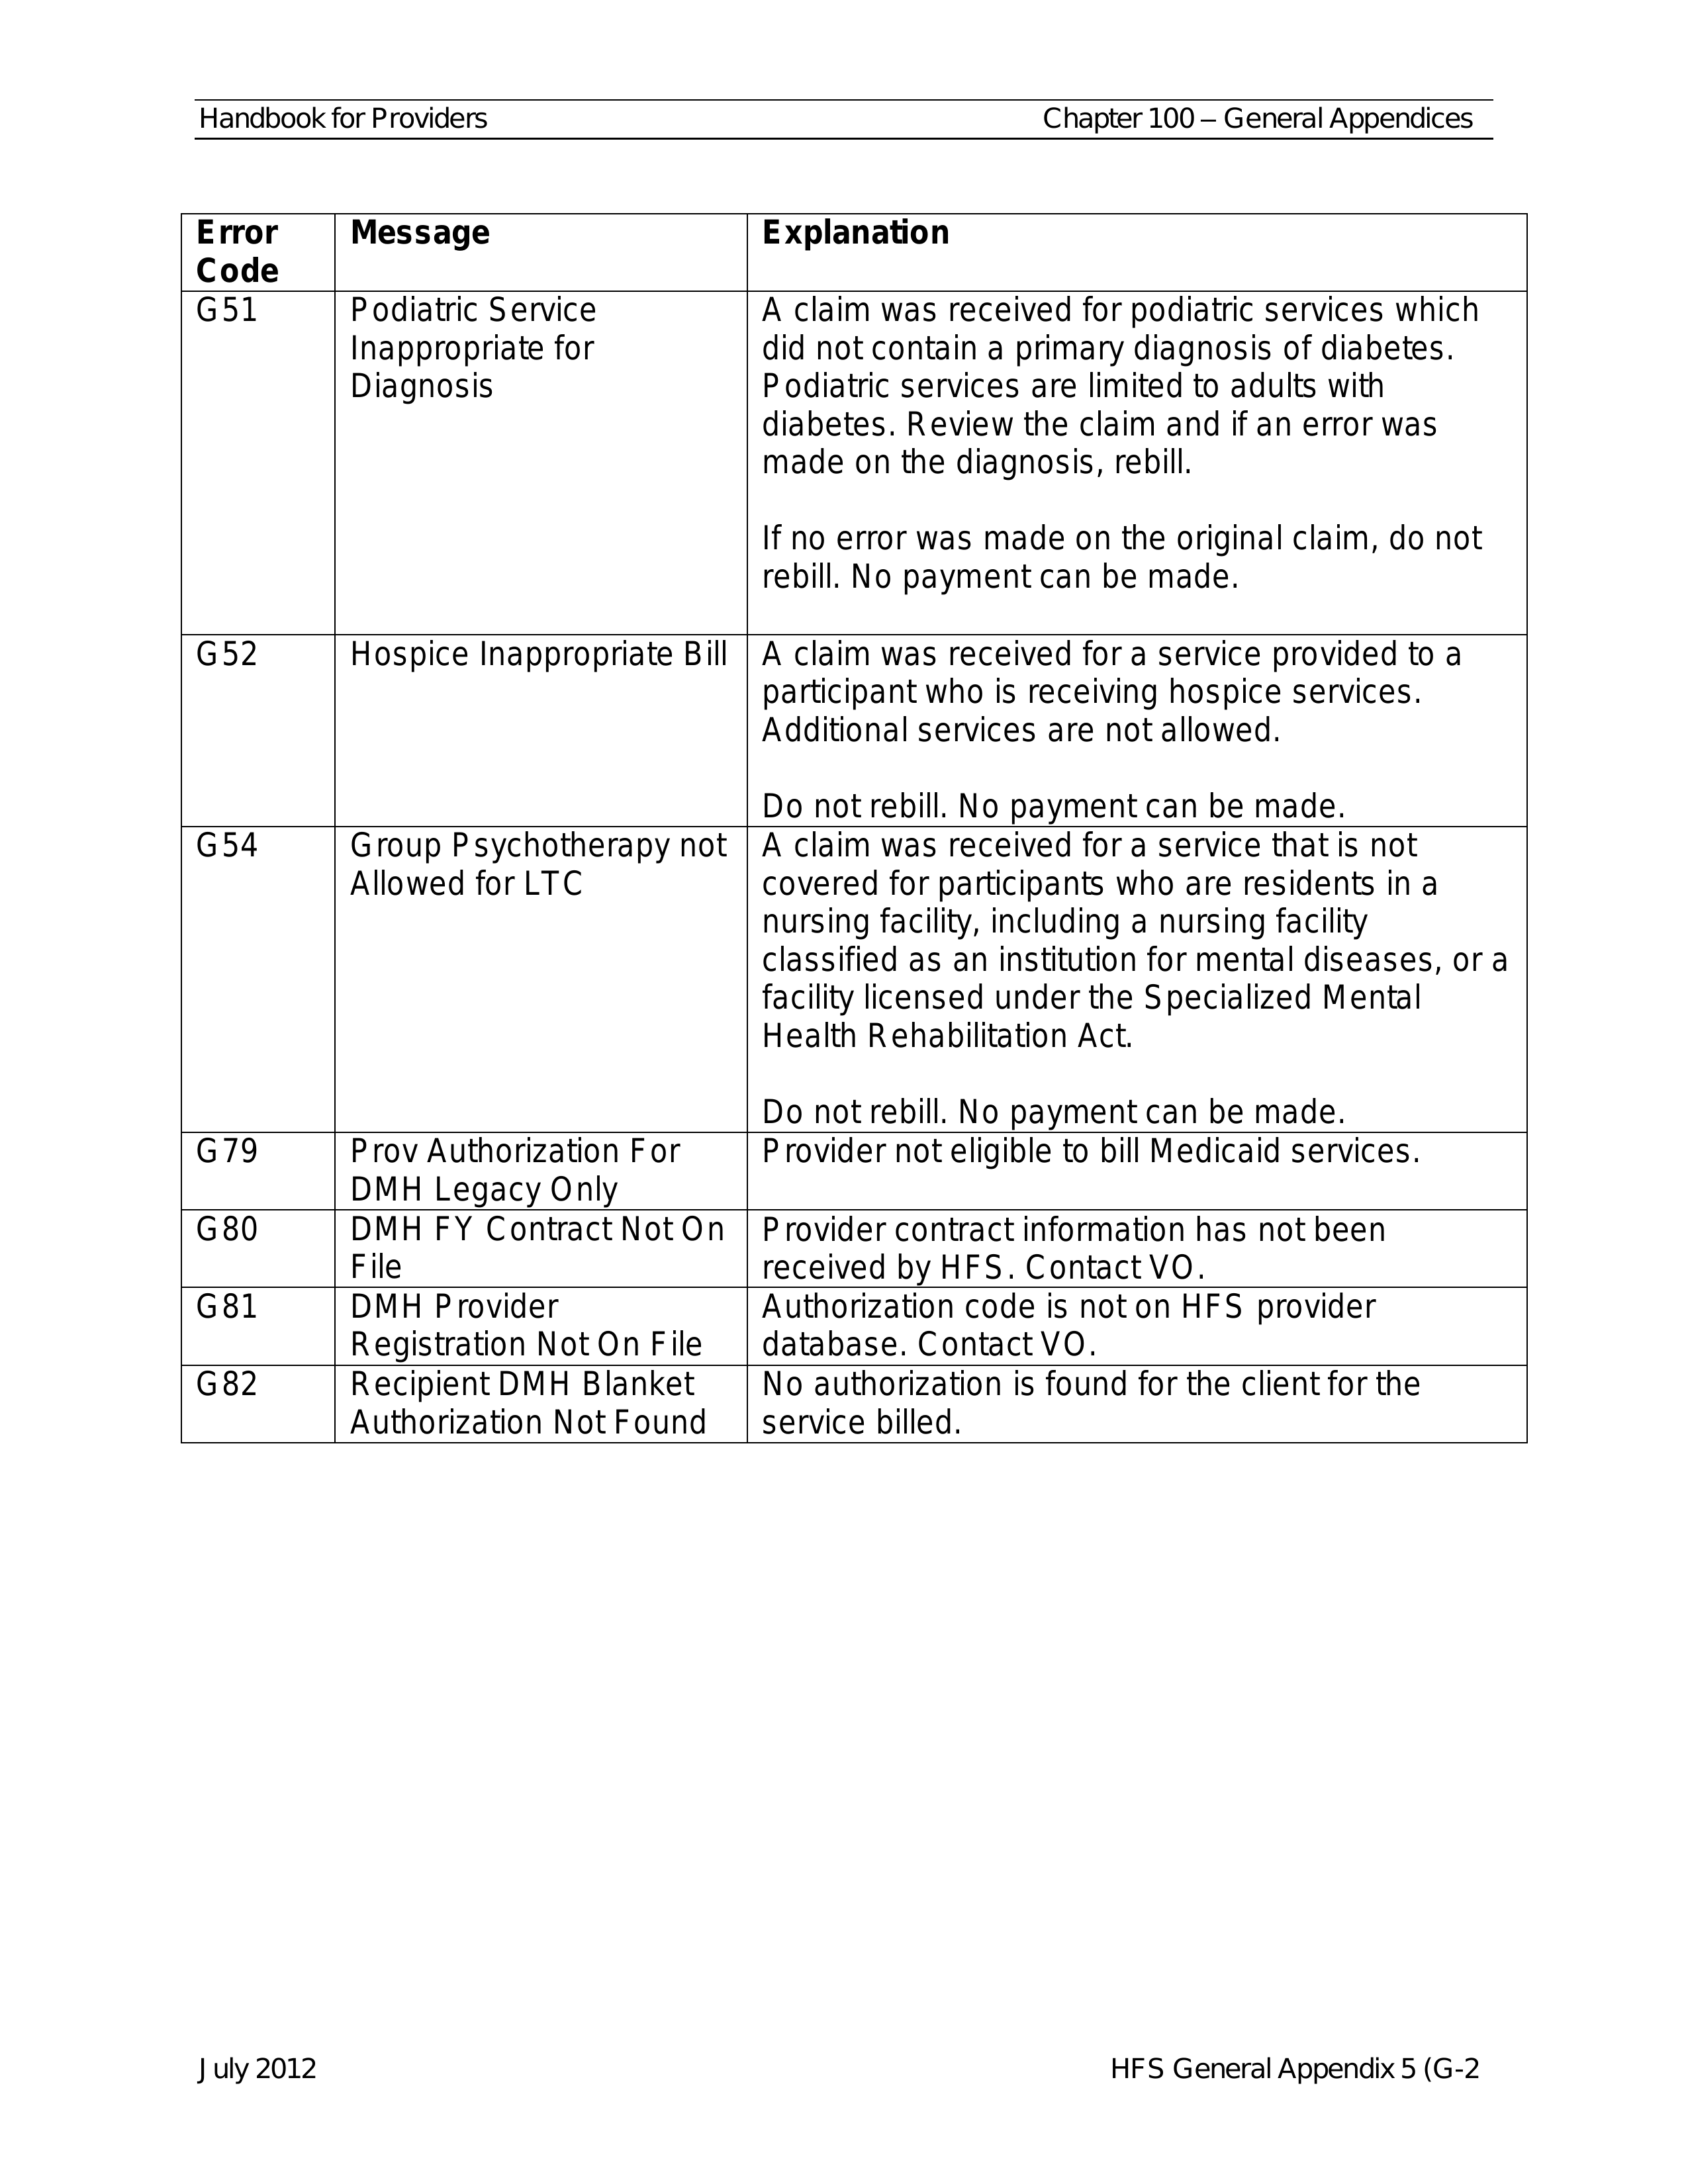 Handbook for Providers
Chapter 100 – General Appendices
Error
Code
Message
Explanation
G51
Podiatric Service
Inappropriate for
Diagnosis
A claim was received for podiatric services which
did not contain a primary diagnosis of diabetes.
Podiatric services are limited to adults with
diabetes. Review the claim and if an error was
made on the diagnosis, rebill.
If no error was made on the original claim, do not
rebill. No payment can be made.
G52
Hospice Inappropriate Bill
A claim was received for a service provided to a
participant who is receiving hospice services.
Additional services are not allowed.
Do not rebill. No payment can be made.
G54
Group Psychotherapy not
Allowed for LTC
A claim was received for a service that is not
covered for participants who are residents in a
nursing facility, including a nursing facility
classified as an institution for mental diseases, or a
facility licensed under the Specialized Mental
Health Rehabilitation Act.
Do not rebill. No payment can be made.
G79
Prov Authorization For
DMH Legacy Only
Provider not eligible to bill Medicaid services.
G80
DMH FY Contract Not On
File
Provider contract information has not been
received by HFS. Contact VO.
G81
DMH Provider
Registration Not On File
Authorization code is not on HFS provider
database. Contact VO.
G82
Recipient DMH Blanket
Authorization Not Found
No authorization is found for the client for the
service billed.
July 2012
HFS General Appendix 5 (G-2